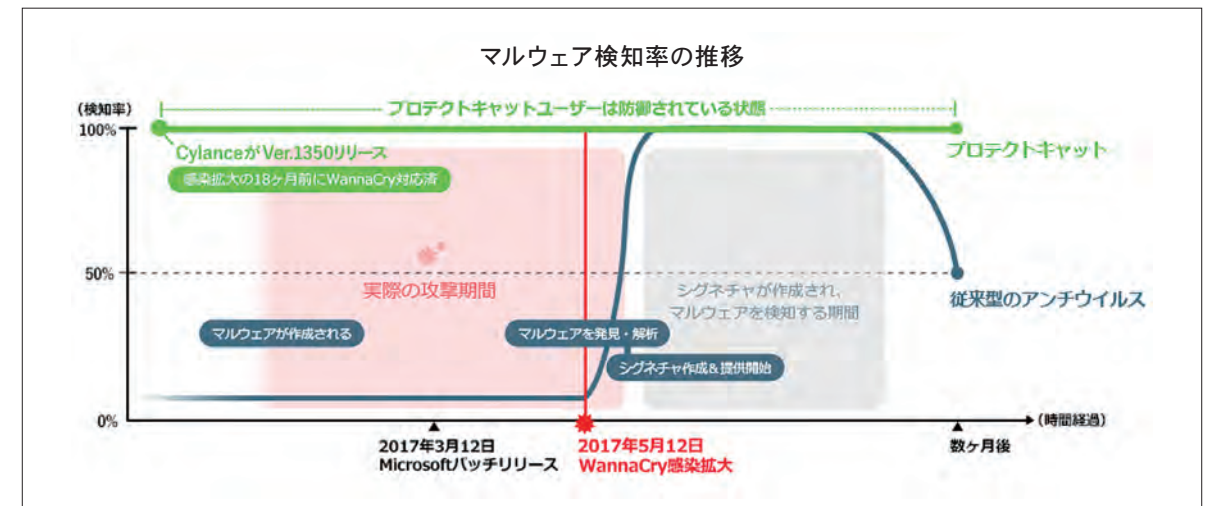 マルウェア検知率の推移
(検知率)
プロテクトキャットユーザーは防御されている状態
100%
CylanceがVer.1350リリース
感染拡大の18ヶ月前にWannaCry対応済
プロテクトキャット
50%
実際の攻撃期間
シグネチャが作成され、
マルウェアを検知する期間
従来型のアンチウイルス
マルウェアが作成される
マルウェアを発見・解析
シグネチャ作成&提供開始
0%
(時間経過)
2017年3月12日
Microsoftパッチリリース
2017年5月12日
WannaCry感染拡大
数ヶ月後